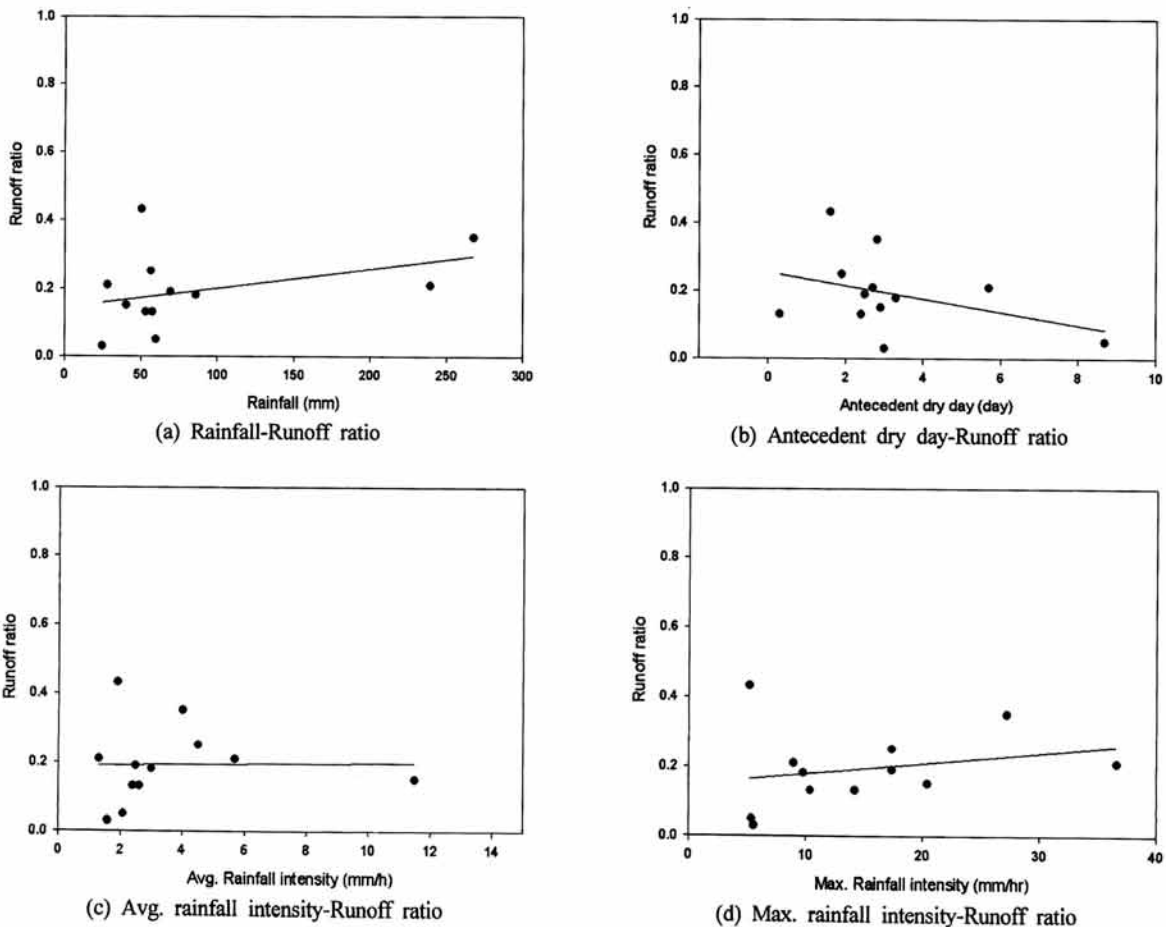 1.0
0.8
0.6
0.4
0.2
0.0
Runoff ratio
0 50 100 150 200 250 300
Rainfall (mm)
(a) Rainfall-Runoff ratio
1.0
0.8
0.6
0.4
0.2
0.0
Runoff ratio
0 2 4 6 8 10
Antecedent dry day (day)
(b) Antecedent dry day-Runoff ratio
1.0
0.8
0.6
0.4
0.2
0.0
Runoff ratio
0 2 4 6 8 10 12 14
Avg. Rainfall intensity (mm/h)
(c) Avg. rainfall intensity-Runoff ratio
1.0
0.8
0.6
0.4
0.2
0.0
Runoff ratio
0 10 20 30 40
Max. Rainfall intensity (mm/hr)
(d) Max. rainfall intensity-Runoff ratio